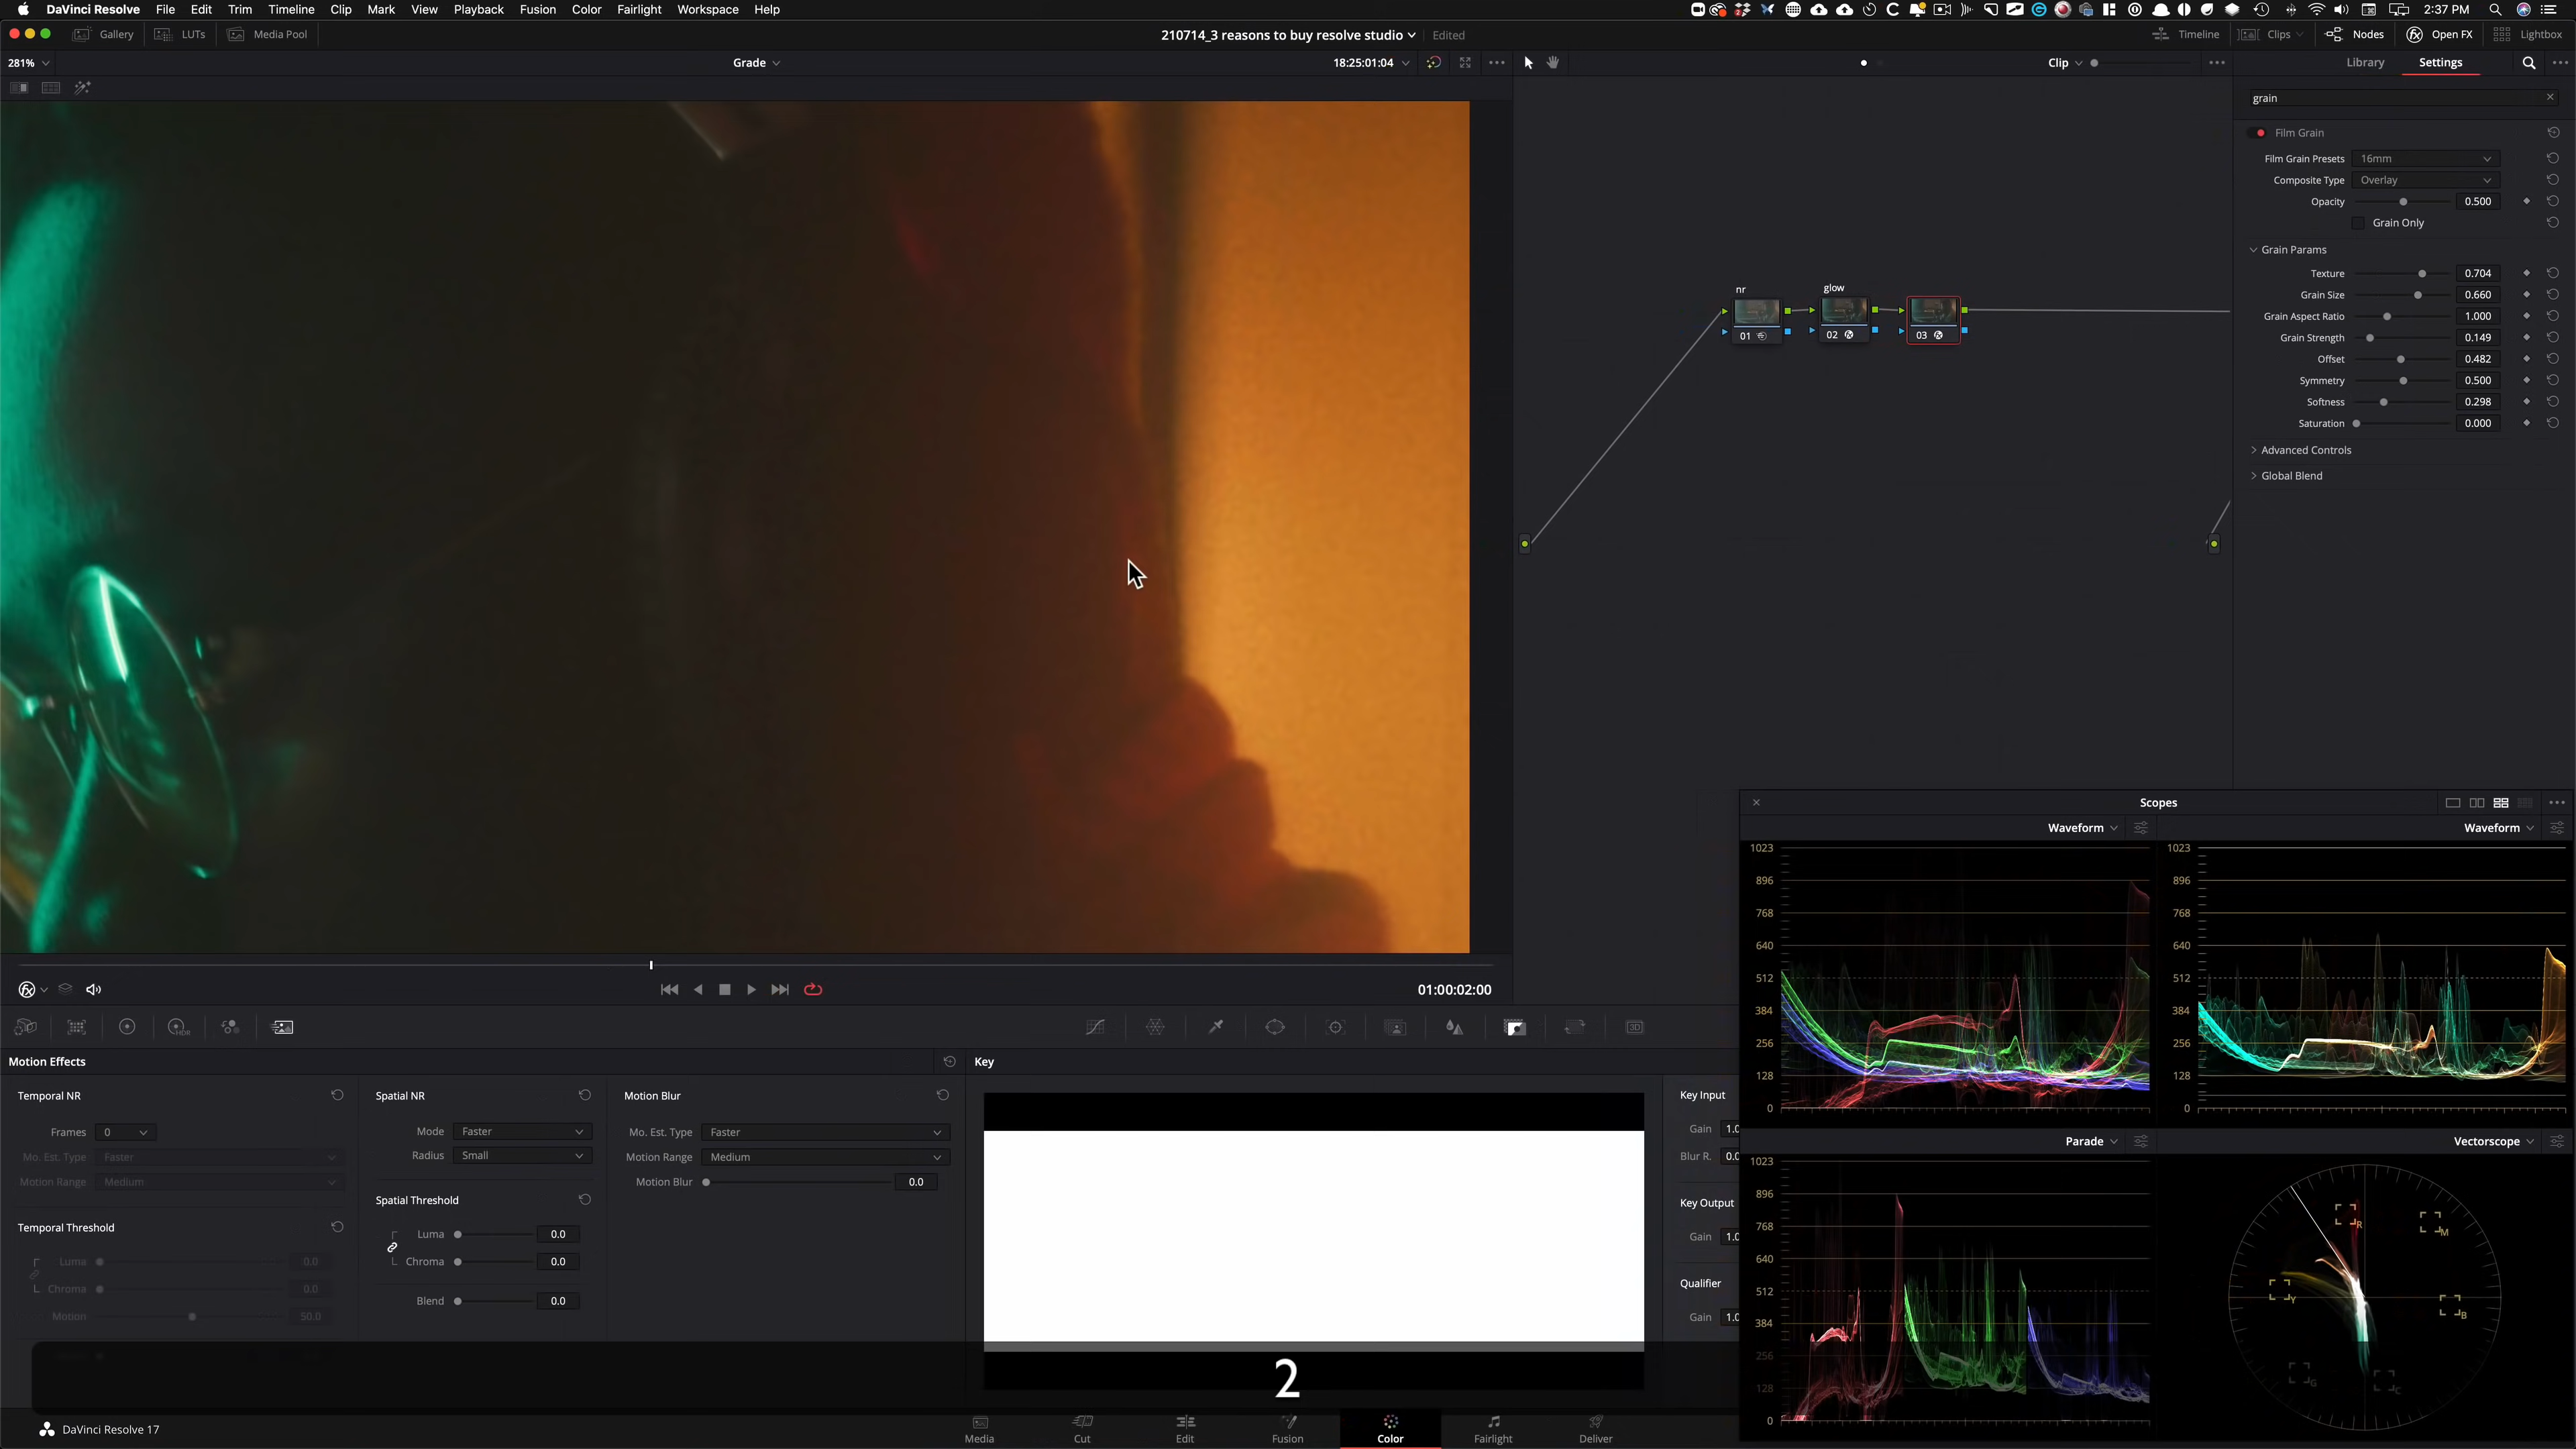 DaVinci Resolve File Edit Trim Timeline Clip Mark View Playback Fusion Color Fairlight Workspace Help 2:37 PM
Gallery LUTs Media Pool 210714_3 reasons to buy resolve studio Edited Timeline Clips Nodes Open FX Lightbox
281% Grade 18:25:01:04 Clip Library Settings
grain
Film Grain
Film Grain Presets 16mm
Composite Type Overlay
Opacity 0.500
Grain Only
Grain Params
Texture 0.704
Grain Size 0.660
Grain Aspect Ratio 1.000
Grain Strength 0.149
Offset 0.482
Symmetry 0.500
Softness 0.298
Saturation 0.000
Advanced Controls
Global Blend
nr glow
01 02 03
Scopes
Waveform Waveform
1023 1023
896 896
768 768
640 640
512 512
384 384
256 256
128 128
0 0
Parade Vectorscope
1023
896
768
640
512
384
256
128
0
R M Y B G C
01:00:02:00
HDR 3D
Motion Effects Key
Temporal NR Spatial NR Motion Blur Key Input
Frames 0 Mode Faster Mo. Est. Type Faster Gain 1.0
Mo. Est. Type Faster Radius Small Motion Range Medium Blur R. 0.0
Motion Range Medium Motion Blur 0.0
Spatial Threshold Key Output
Temporal Threshold Luma 0.0 Gain 1.0
Luma 0.0 Chroma 0.0
Chroma 0.0 Blend 0.0 Qualifier
Motion 50.0 Gain 1.0
2
DaVinci Resolve 17 Media Cut Edit Fusion Color Fairlight Deliver